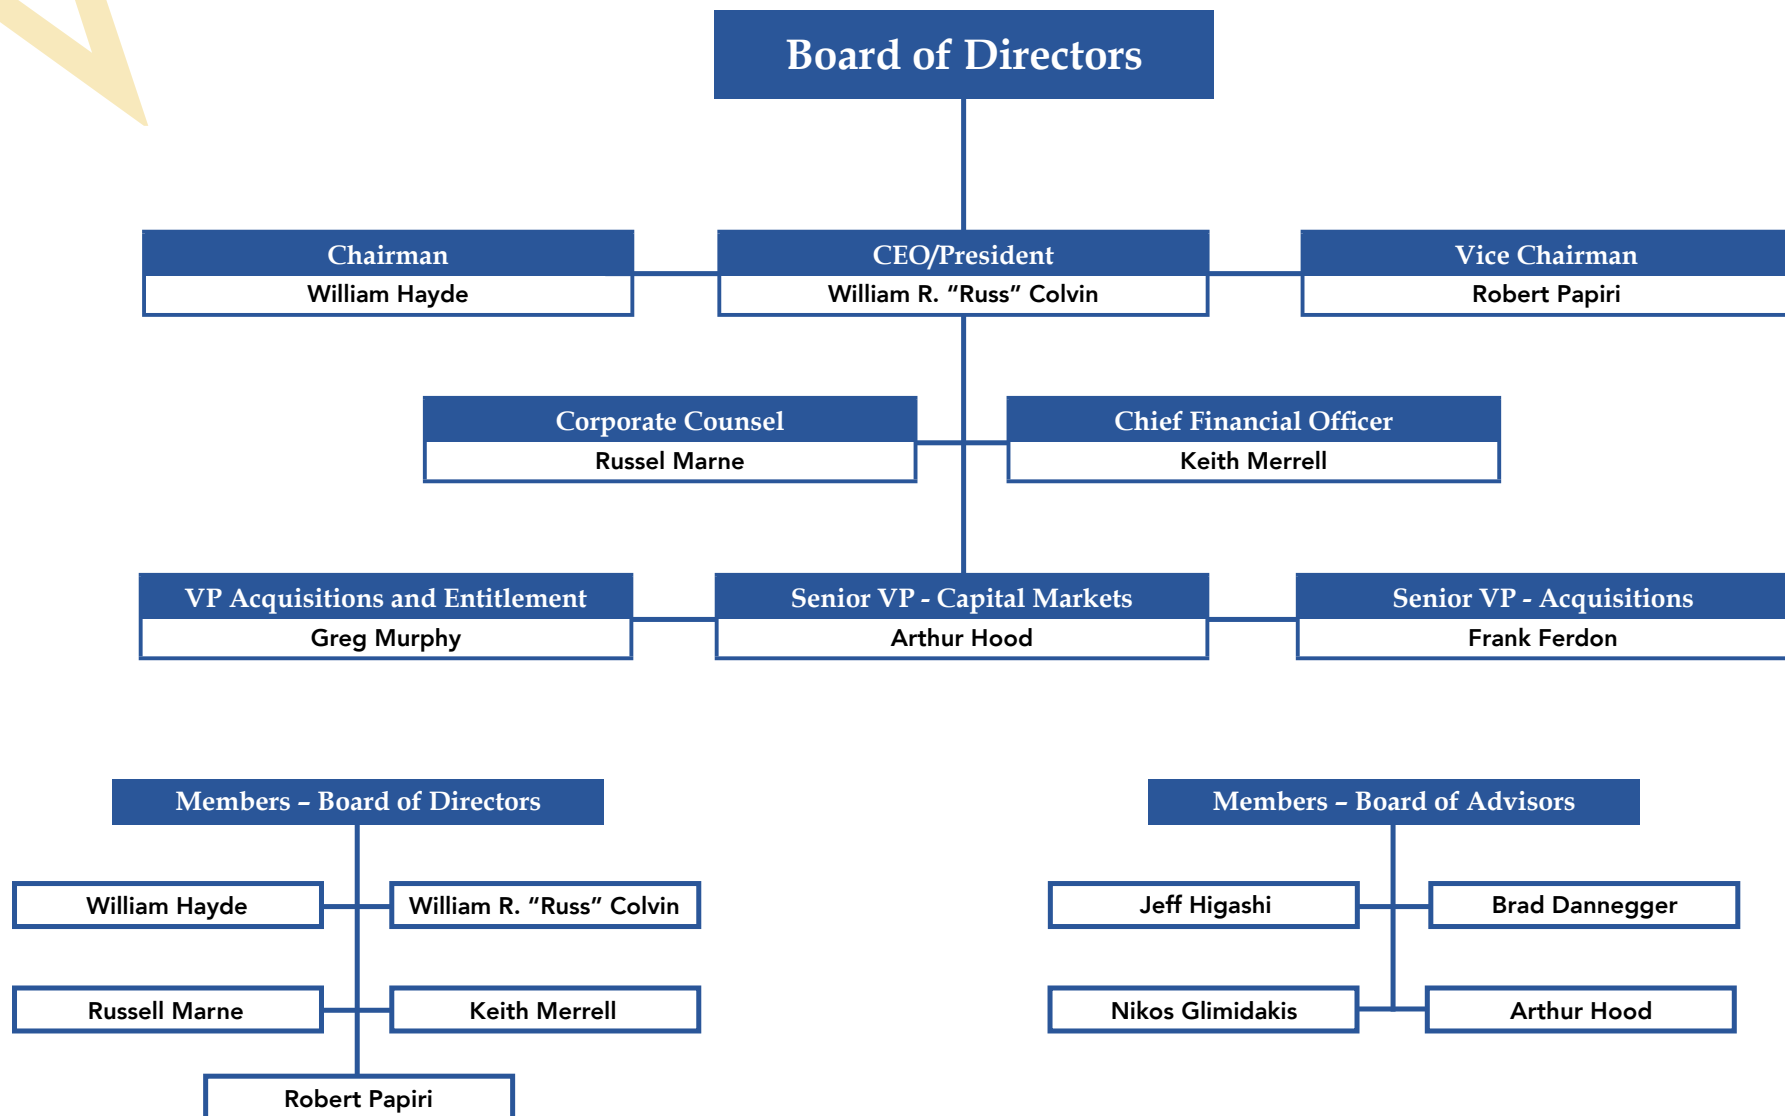 Board of Directors
Chairman
William Hayde
CEO/President
William R. “Russ” Colvin
Vice Chairman
Robert Papiri
Corporate Counsel
Russel Marne
Chief Financial Officer
Keith Merrell
VP Acquisitions and Entitlement
Greg Murphy
Senior VP - Capital Markets
Arthur Hood
Senior VP - Acquisitions
Frank Ferdon
Members – Board of Directors
William Hayde
William R. “Russ” Colvin
Russell Marne
Keith Merrell
Robert Papiri
Members – Board of Advisors
Jeff Higashi
Brad Dannegger
Nikos Glimidakis
Arthur Hood